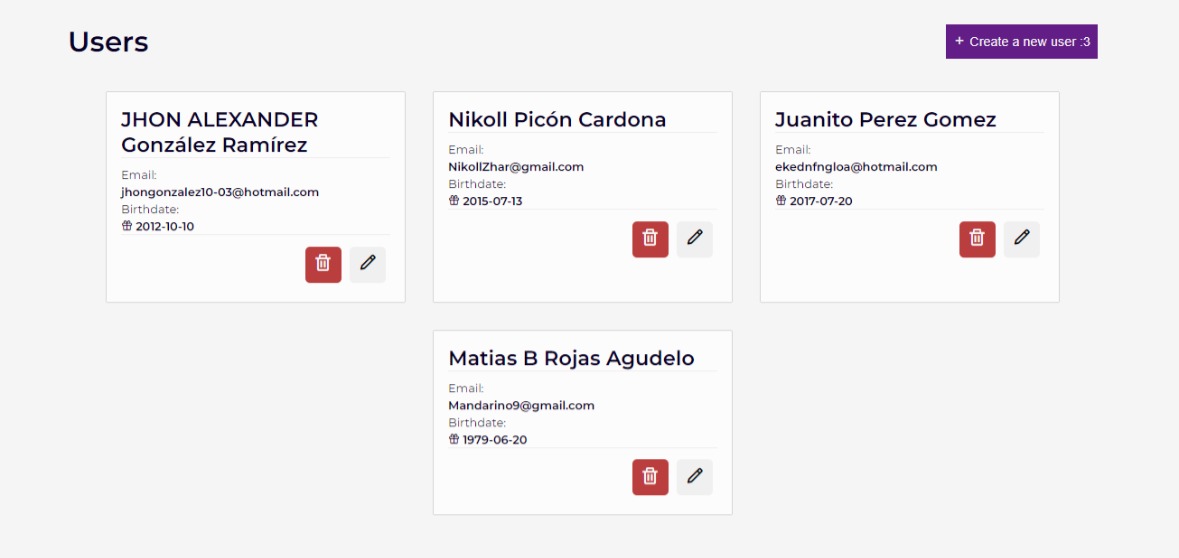 Users
+ Create a new user :3
JHON ALEXANDER
González Ramírez
Email:
jhongonzalez10-03@hotmail.com
Birthdate:
2012-10-10
Nikoll Picón Cardona
Email:
NikollZhar@gmail.com
Birthdate:
2015-07-13
Juanito Perez Gomez
Email:
ekednfngloa@hotmail.com
Birthdate:
2017-07-20
Matias B Rojas Agudelo
Email:
Mandarino9@gmail.com
Birthdate:
1979-06-20